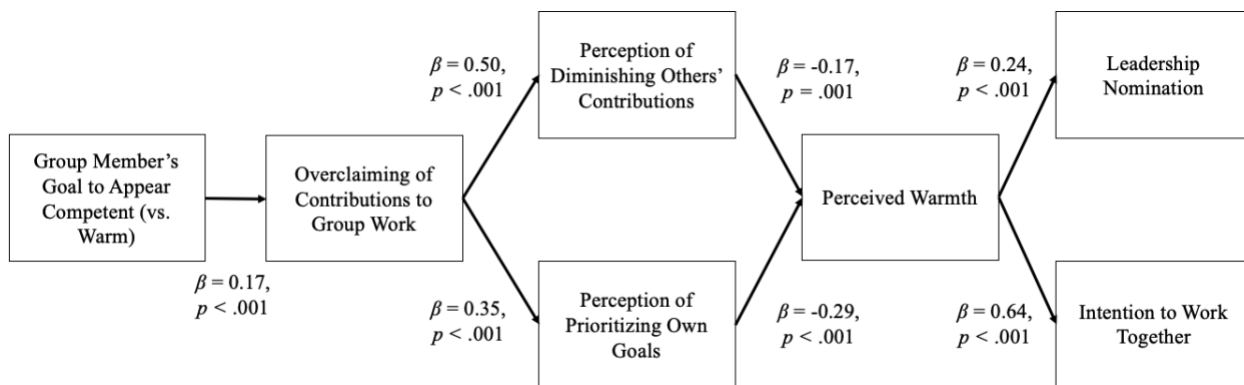 Group Member's
Goal to Appear
Competent (vs.
Warm)
β = 0.17,
p < .001
Overclaiming of
Contributions to
Group Work
β = 0.50,
p < .001
β = 0.35,
p < .001
Perception of
Diminishing Others'
Contributions
Perception of
Prioritizing Own
Goals
β = -0.17,
p = .001
β = -0.29,
p < .001
Perceived Warmth
β = 0.24,
p < .001
β = 0.64,
p < .001
Leadership
Nomination
Intention to Work
Together